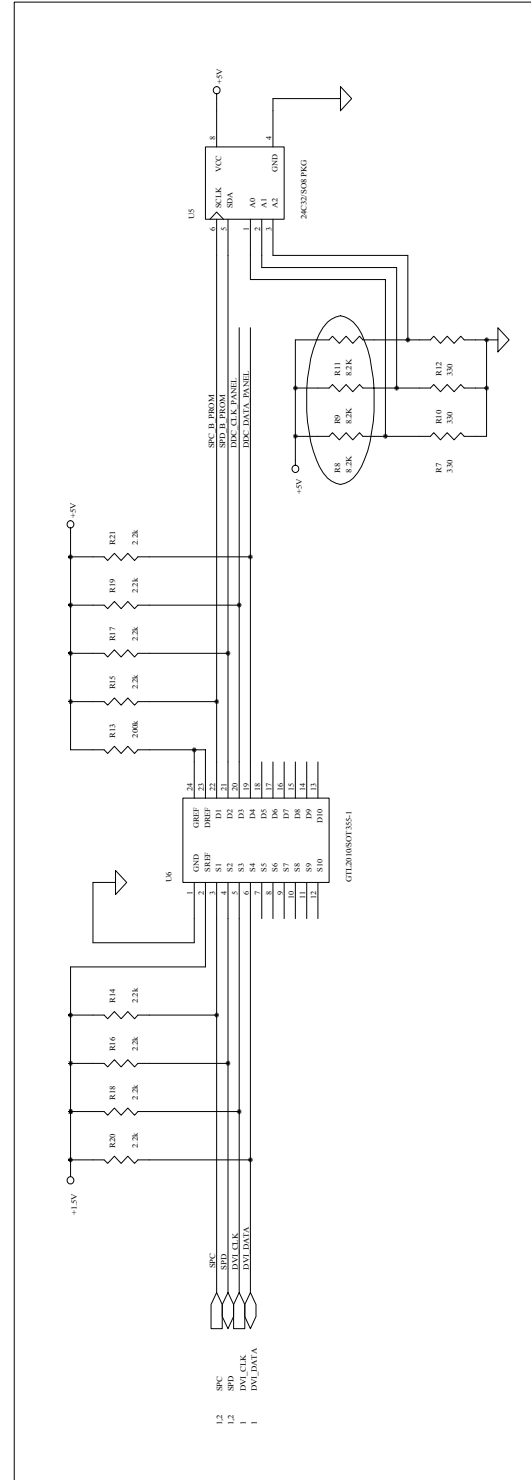 1,2 SPC
1,2 SPD
1 DVI_CLK
1 DVI_DATA
SPC
SPD
DVI_CLK
DVI_DATA
+1.5V
R20
2.2k
R18
2.2k
R16
2.2k
R14
2.2k
U6
1 GND GREF 24
2 SREF DREF 23
3 S1 D1 22
4 S2 D2 21
5 S3 D3 20
6 S4 D4 19
7 S5 D5 18
8 S6 D6 17
9 S7 D7 16
10 S8 D8 15
11 S9 D9 14
12 S10 D10 13
GTL2010/SOT355-1
R13
200k
R15
2.2k
R17
2.2k
R19
2.2k
R21
2.2k
+5V
SPC_B_PROM
SPD_B_PROM
DDC_CLK_PANEL
DDC_DATA_PANEL
+5V
R8
8.2K
R9
8.2K
R11
8.2K
R7
330
R10
330
R12
330
U5
6 SCLK VCC 8
5 SDA
1 A0
2 A1
3 A2 GND 4
24C32/SO8 PKG
+5V